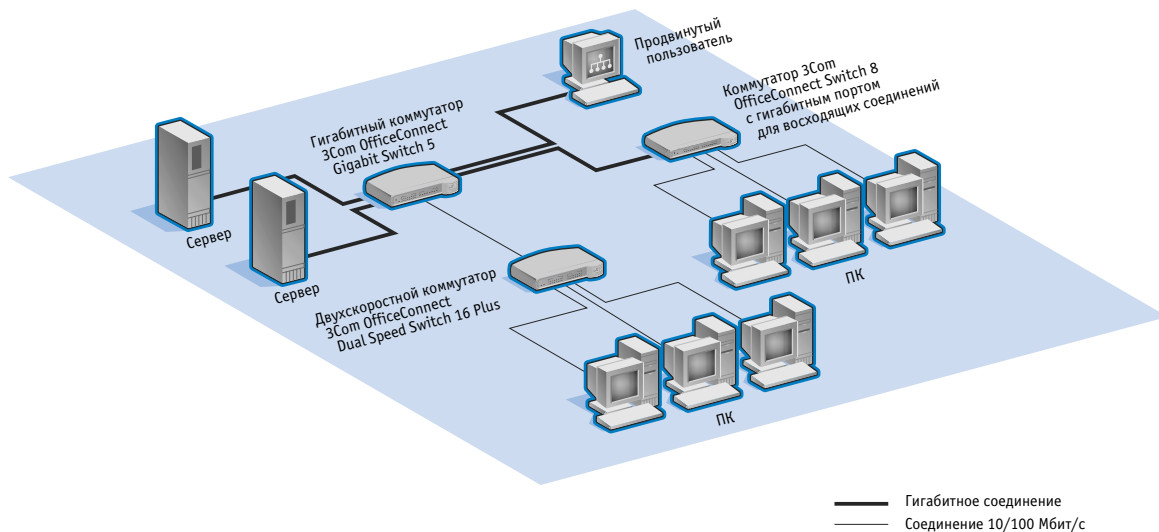 Продвинутый
пользователь
Коммутатор 3Com
OfficeConnect Switch 8
с гигабитным портом
для восходящих соединений
Гигабитный коммутатор
3Com OfficeConnect
Gigabit Switch 5
Сервер
Сервер
ПК
Двухскоростной коммутатор
3Com OfficeConnect
Dual Speed Switch 16 Plus
ПК
Гигабитное соединение
Соединение 10/100 Мбит/с